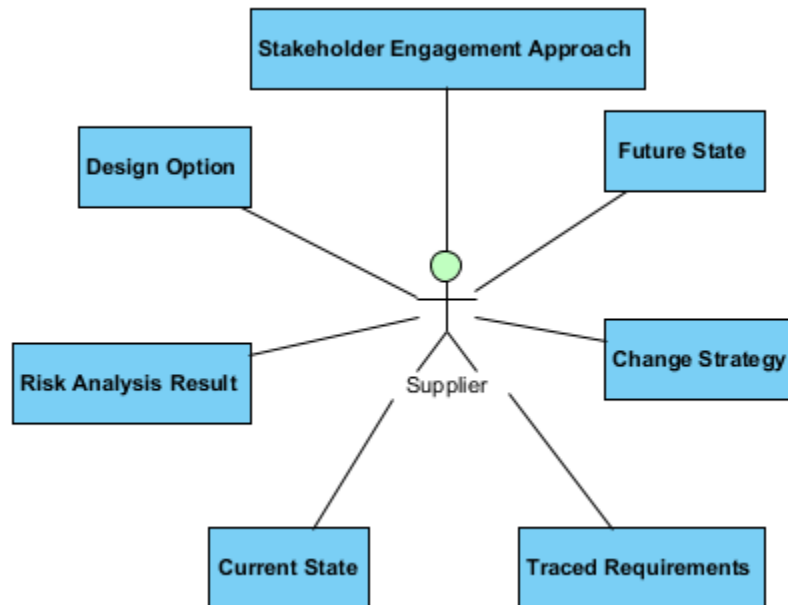 Stakeholder Engagement Approach
Design Option
Future State
Risk Analysis Result
Change Strategy
Supplier
Current State
Traced Requirements